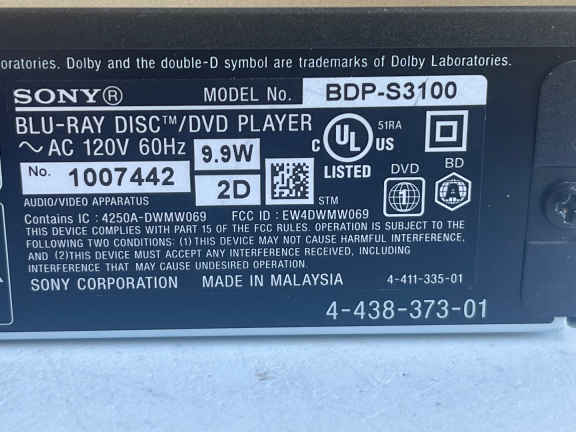 oratories. Dolby and the double-D symbol are trademarks of Dolby Laboratories.
SONY® MODEL No. BDP-S3100
BLU-RAY DISC™/DVD PLAYER
~ AC 120V 60Hz 9.9W
No. 1007442 2D
C UL US 51RA
LISTED
DVD BD
1 2
AUDIO/VIDEO APPARATUS STM
Contains IC : 4250A-DWMW069 FCC ID : EW4DWMW069
THIS DEVICE COMPLIES WITH PART 15 OF THE FCC RULES. OPERATION IS SUBJECT TO THE
FOLLOWING TWO CONDITIONS: (1) THIS DEVICE MAY NOT CAUSE HARMFUL INTERFERENCE,
AND (2) THIS DEVICE MUST ACCEPT ANY INTERFERENCE RECEIVED, INCLUDING
INTERFERENCE THAT MAY CAUSE UNDESIRED OPERATION.
SONY CORPORATION MADE IN MALAYSIA 4-411-335-01
4-438-373-01